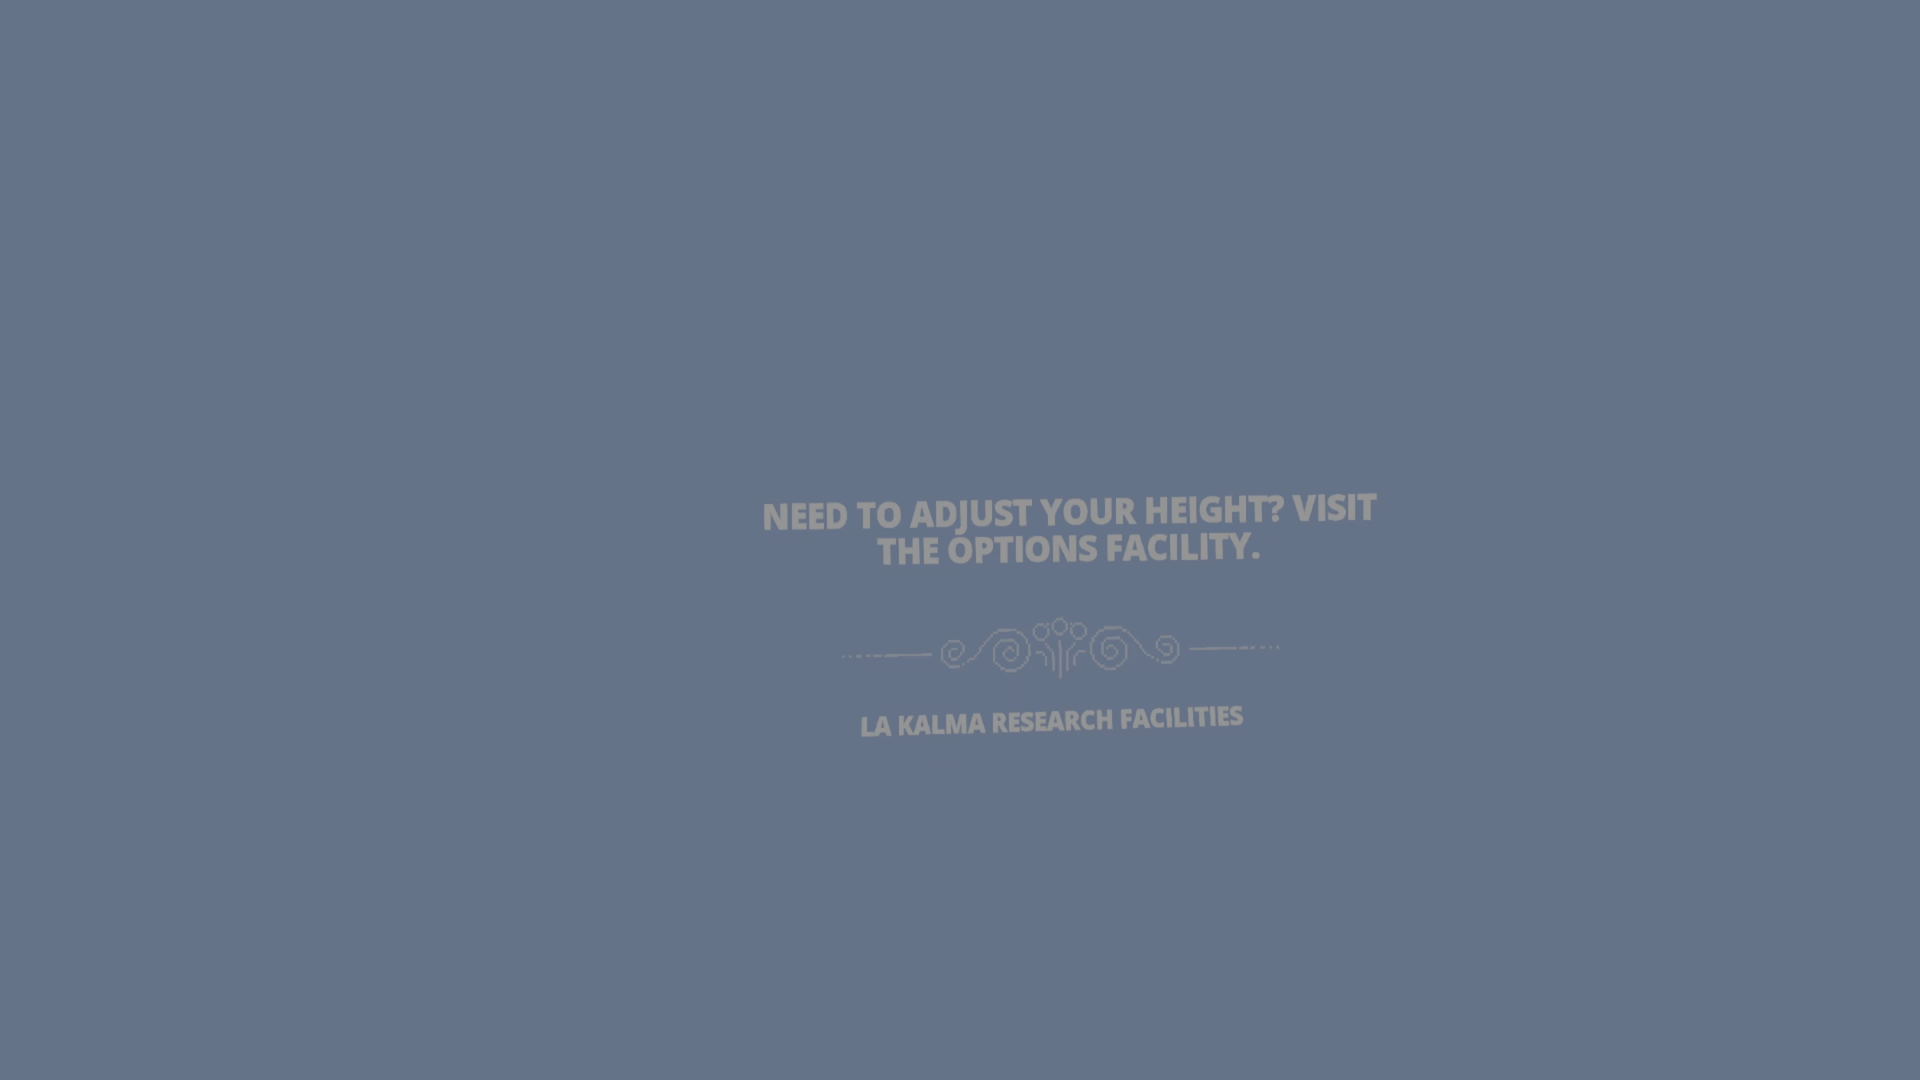 NEED TO ADJUST YOUR HEIGHT? VISIT
THE OPTIONS FACILITY.
LA KALMA RESEARCH FACILITIES